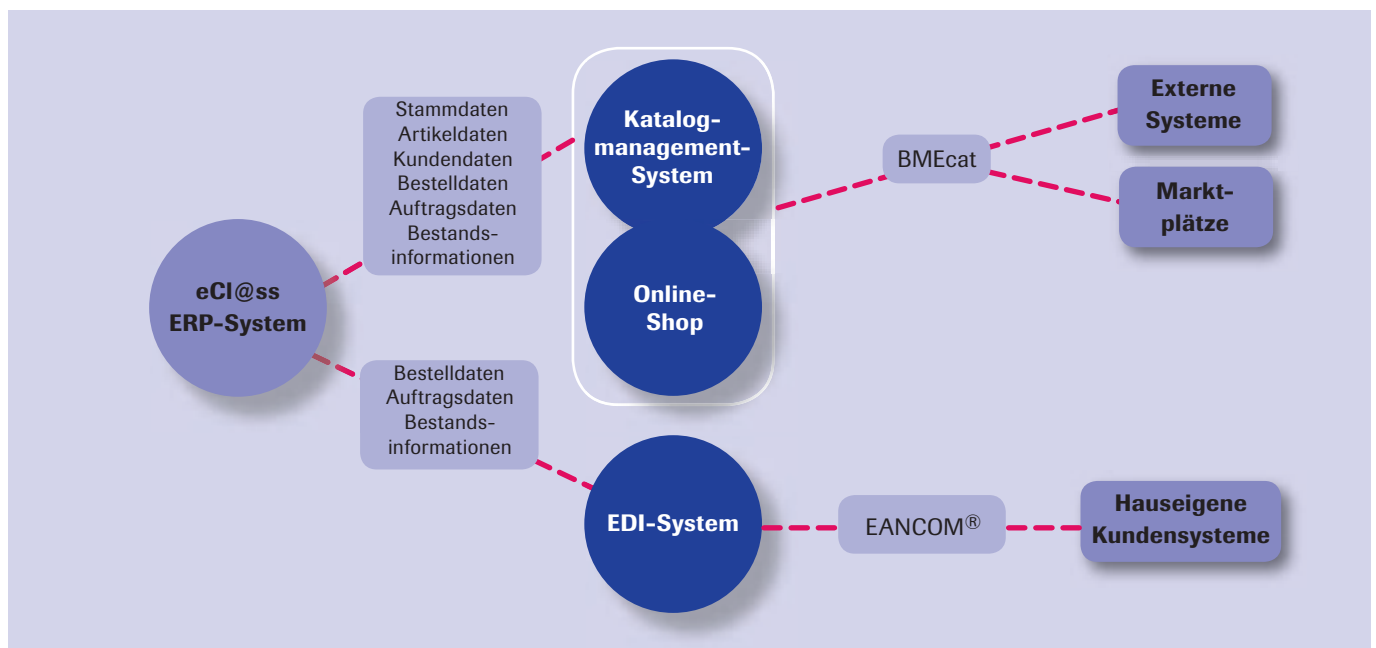 Stammdaten
Artikeldaten
Kundendaten
Bestelldaten
Auftragsdaten
Bestands-
informationen
Katalog-
management-
System
BMEcat
Externe
Systeme
Markt-
plätze
eCl@ss
ERP-System
Online-
Shop
Bestelldaten
Auftragsdaten
Bestands-
informationen
EDI-System
EANCOM®
Hauseigene
Kundensysteme